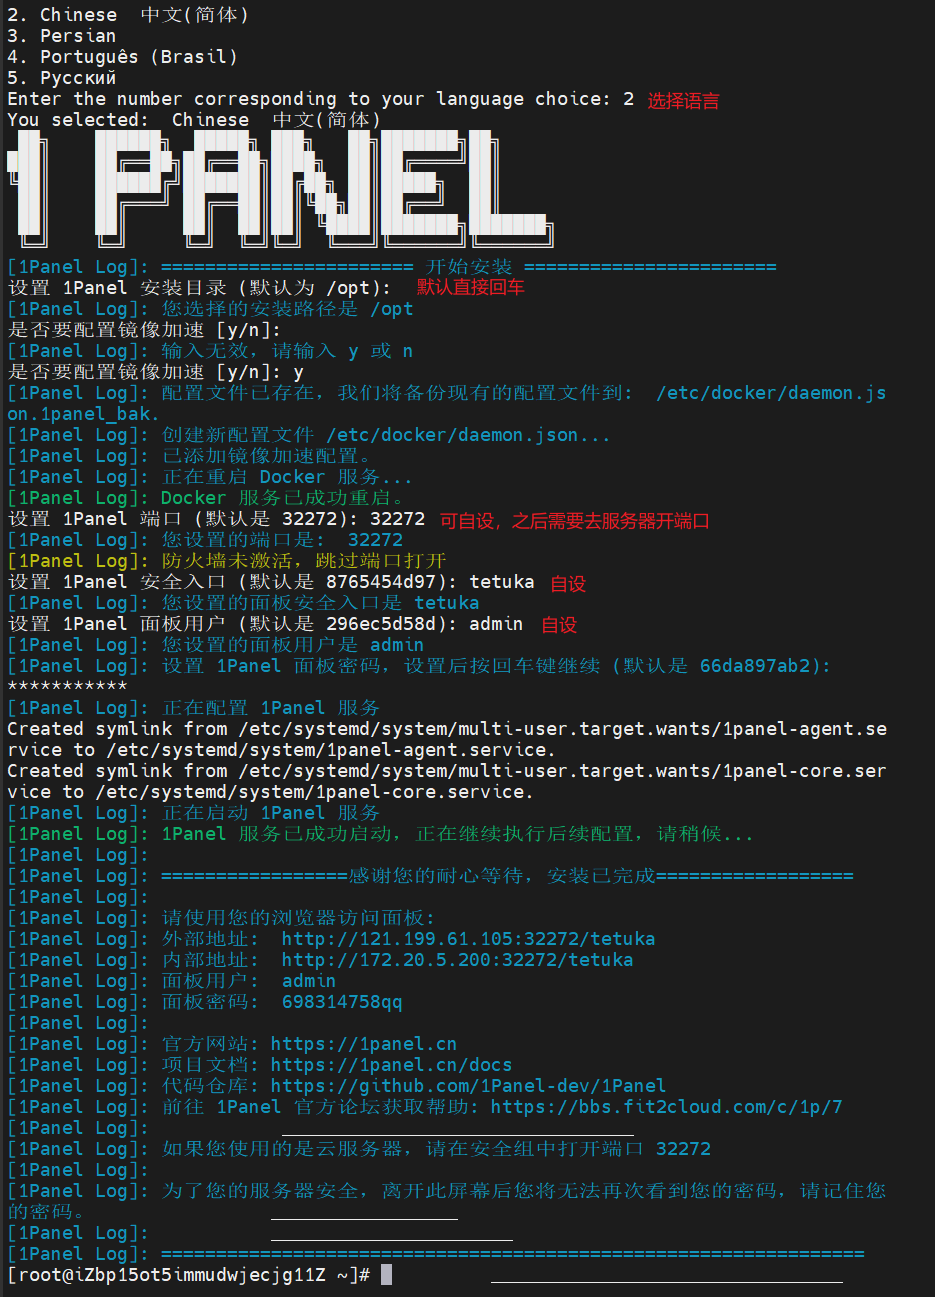 2. Chinese  中文(简体)
3. Persian
4. Português (Brasil)
5. Русский
Enter the number corresponding to your language choice: 2 选择语言
You selected:  Chinese  中文(简体)
1PANEL
[1Panel Log]: ======================= 开始安装 =======================
设置 1Panel 安装目录 (默认为 /opt): 默认直接回车
[1Panel Log]: 您选择的安装路径是 /opt
是否要配置镜像加速 [y/n]:
[1Panel Log]: 输入无效，请输入 y 或 n
是否要配置镜像加速 [y/n]: y
[1Panel Log]: 配置文件已存在，我们将备份现有的配置文件到:  /etc/docker/daemon.js
on.1panel_bak.
[1Panel Log]: 创建新配置文件 /etc/docker/daemon.json...
[1Panel Log]: 已添加镜像加速配置。
[1Panel Log]: 正在重启 Docker 服务...
[1Panel Log]: Docker 服务已成功重启。
设置 1Panel 端口 (默认是 32272): 32272 可自设，之后需要去服务器开端口
[1Panel Log]: 您设置的端口是:  32272
[1Panel Log]: 防火墙未激活，跳过端口打开
设置 1Panel 安全入口 (默认是 8765454d97): tetuka 自设
[1Panel Log]: 您设置的面板安全入口是 tetuka
设置 1Panel 面板用户 (默认是 296ec5d58d): admin 自设
[1Panel Log]: 您设置的面板用户是 admin
[1Panel Log]: 设置 1Panel 面板密码，设置后按回车键继续 (默认是 66da897ab2):
***********
[1Panel Log]: 正在配置 1Panel 服务
Created symlink from /etc/systemd/system/multi-user.target.wants/1panel-agent.se
rvice to /etc/systemd/system/1panel-agent.service.
Created symlink from /etc/systemd/system/multi-user.target.wants/1panel-core.ser
vice to /etc/systemd/system/1panel-core.service.
[1Panel Log]: 正在启动 1Panel 服务
[1Panel Log]: 1Panel 服务已成功启动，正在继续执行后续配置，请稍候...
[1Panel Log]:
[1Panel Log]: =================感谢您的耐心等待，安装已完成==================
[1Panel Log]:
[1Panel Log]: 请使用您的浏览器访问面板:
[1Panel Log]: 外部地址:  http://121.199.61.105:32272/tetuka
[1Panel Log]: 内部地址:  http://172.20.5.200:32272/tetuka
[1Panel Log]: 面板用户:  admin
[1Panel Log]: 面板密码:  698314758qq
[1Panel Log]:
[1Panel Log]: 官方网站: https://1panel.cn
[1Panel Log]: 项目文档: https://1panel.cn/docs
[1Panel Log]: 代码仓库: https://github.com/1Panel-dev/1Panel
[1Panel Log]: 前往 1Panel 官方论坛获取帮助: https://bbs.fit2cloud.com/c/1p/7
[1Panel Log]:
[1Panel Log]: 如果您使用的是云服务器，请在安全组中打开端口 32272
[1Panel Log]:
[1Panel Log]: 为了您的服务器安全，离开此屏幕后您将无法再次看到您的密码，请记住您
的密码。
[1Panel Log]:
[1Panel Log]: ================================================================
[root@iZbp15ot5immudwjecjg11Z ~]#